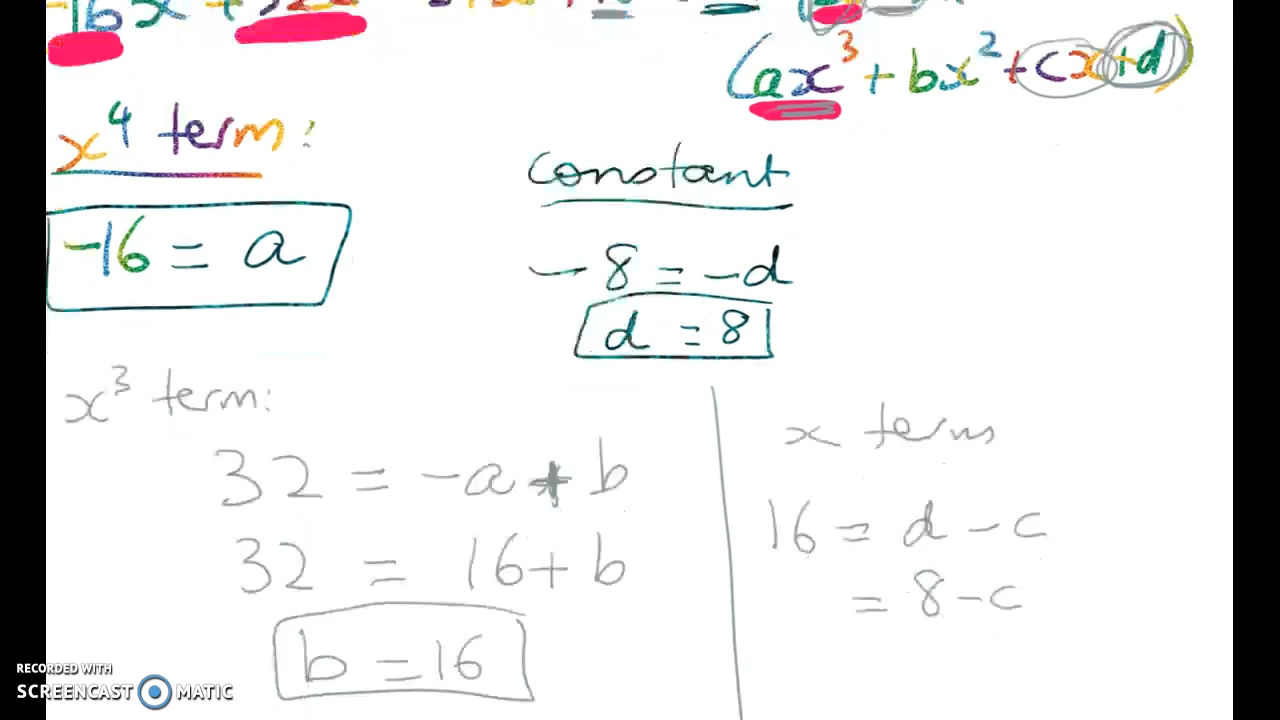 (ax³ + bx² + cx + d)
x⁴ term:
-16 = a
constant
-8 = -d
d = 8
x³ term:
32 = -a + b
32 = 16 + b
b = 16
x term
16 = d - c
= 8 - c
RECORDED WITH
SCREENCAST MATIC